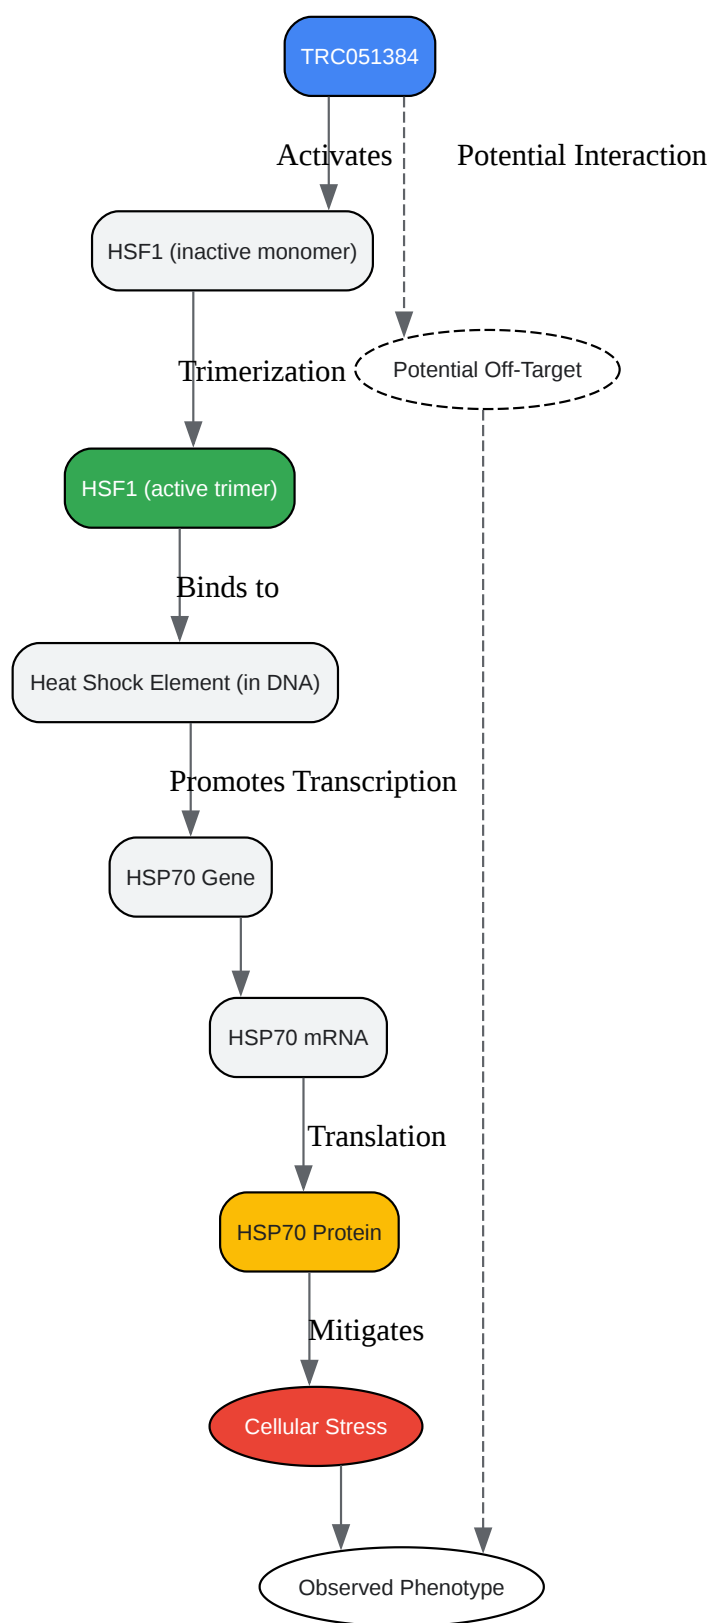 TRC051384
Activates
Potential Interaction
HSF1 (inactive monomer)
Trimerization
Potential Off-Target
HSF1 (active trimer)
Binds to
Heat Shock Element (in DNA)
Promotes Transcription
HSP70 Gene
HSP70 mRNA
Translation
HSP70 Protein
Mitigates
Cellular Stress
Observed Phenotype